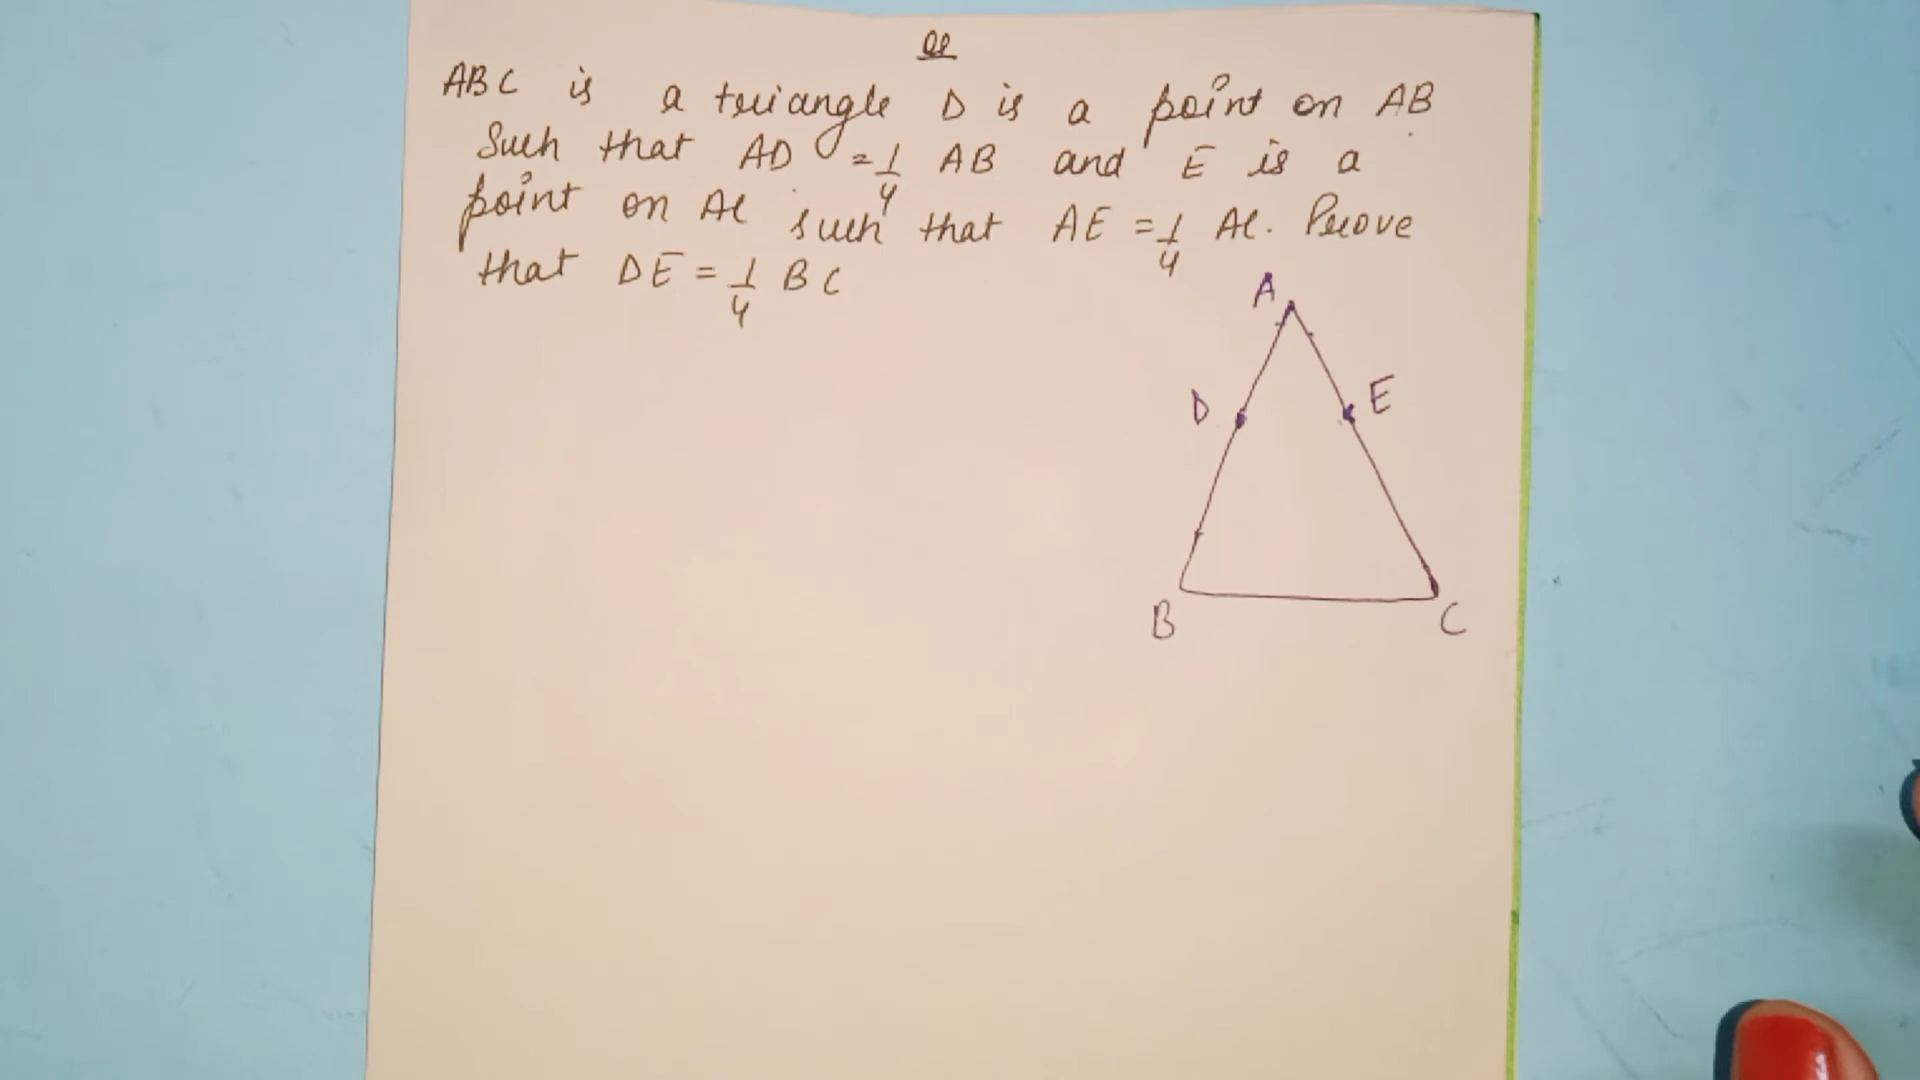 Q
ABC is a triangle D is a point on AB
Such that AD = 1/4 AB and E is a
point on AC such that AE = 1/4 AC. Prove
that DE = 1/4 BC
A
D
E
B
C